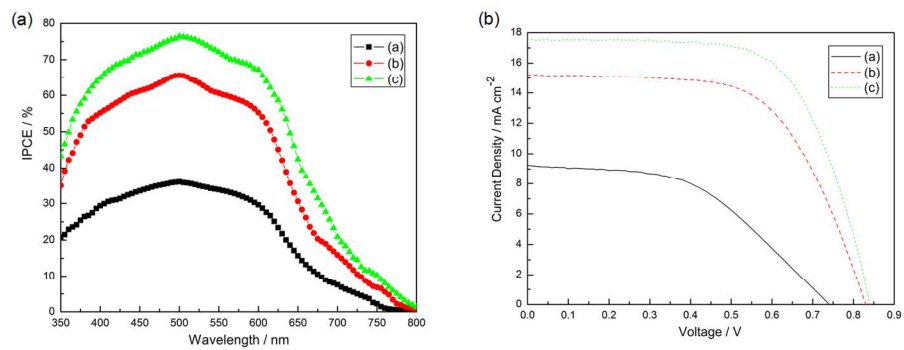 (a)
80
70
60
50
40
30
20
10
0
IPCE / %
(a)
(b)
(c)
350 400 450 500 550 600 650 700 750 800
Wavelength / nm
(b)
18
16
14
12
10
8
6
4
2
0
Current Density / mA cm⁻²
(a)
(b)
(c)
0.0 0.1 0.2 0.3 0.4 0.5 0.6 0.7 0.8 0.9
Voltage / V